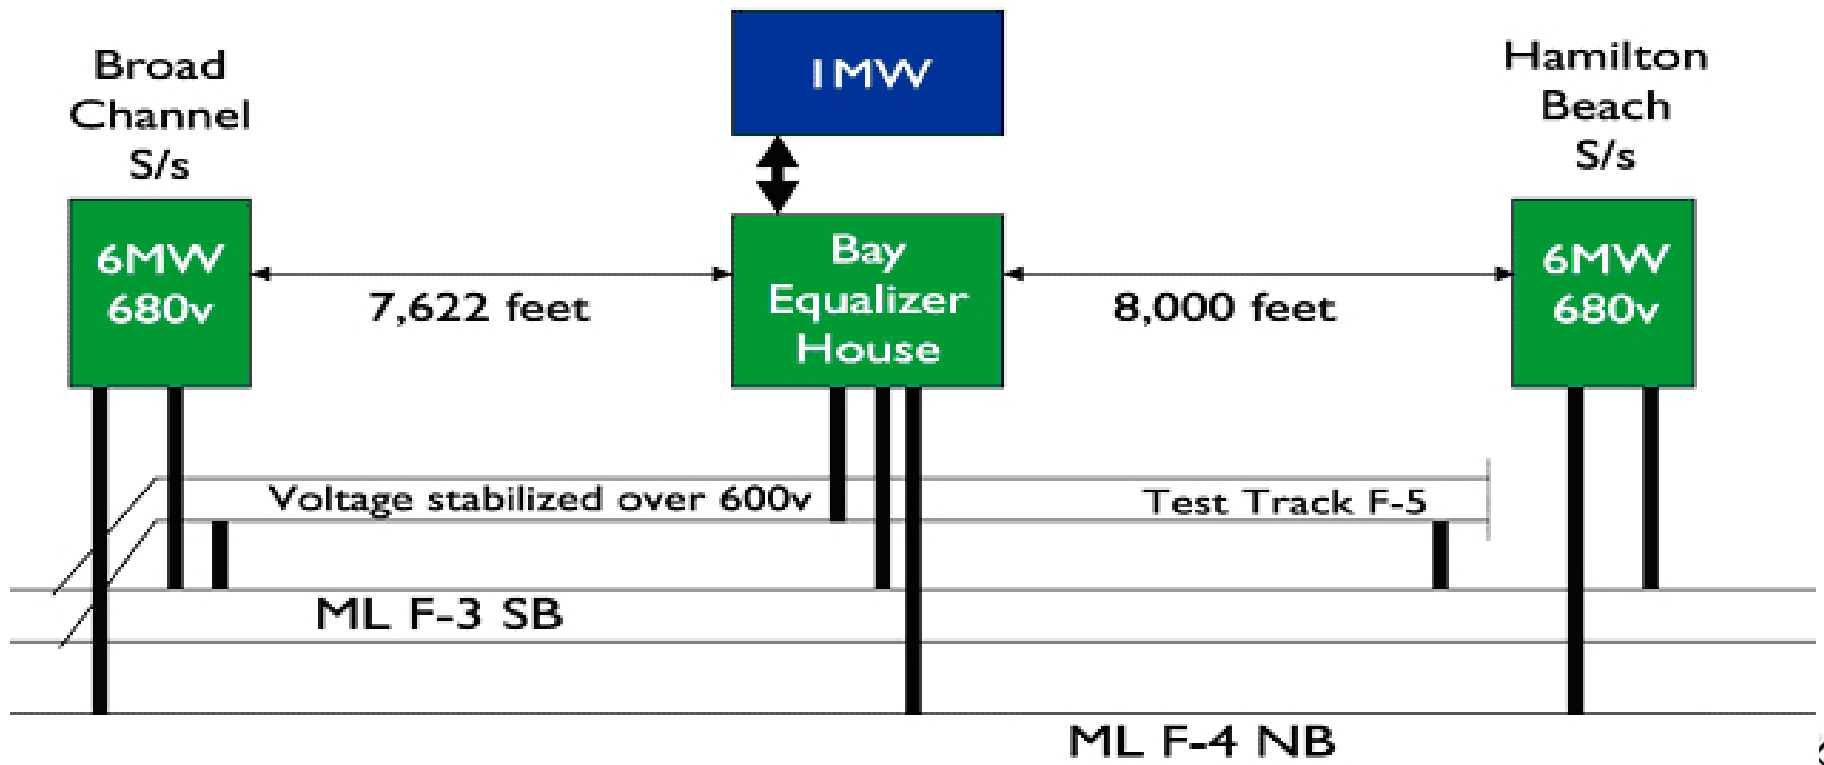 Broad
Channel
S/s
1MW
Hamilton
Beach
S/s
6MW
680v
7,622 feet
Bay
Equalizer
House
8,000 feet
6MW
680v
Voltage stabilized over 600v
Test Track F-5
ML F-3 SB
ML F-4 NB